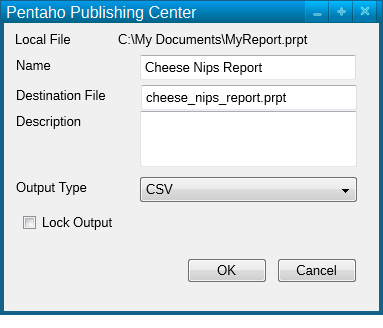 Pentaho Publishing Center
Local File C:\My Documents\MyReport.prpt
Name Cheese Nips Report
Destination File cheese_nips_report.prpt
Description
Output Type CSV
Lock Output
OK Cancel